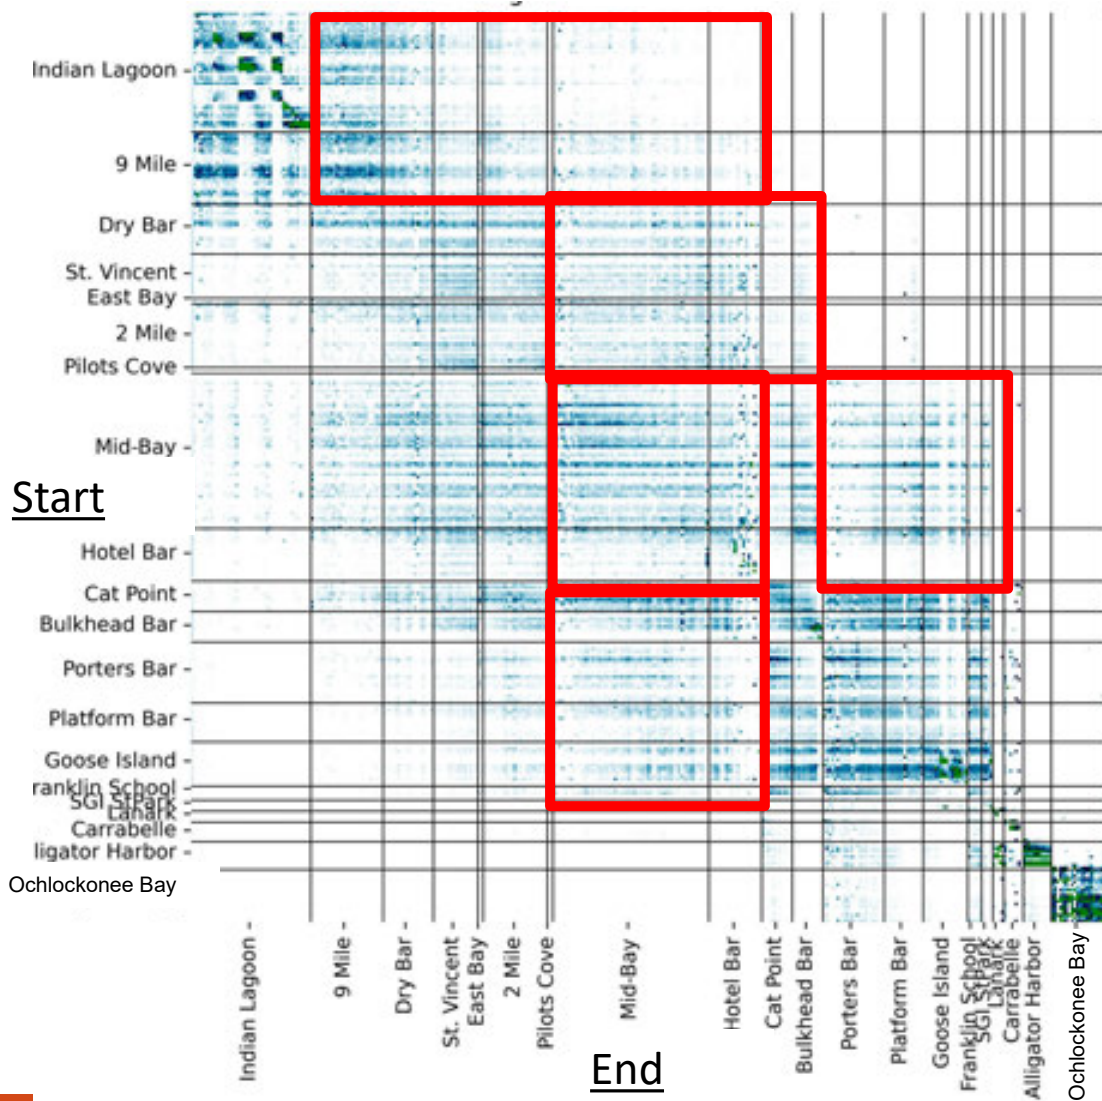 Indian Lagoon
9 Mile
Dry Bar
St. Vincent
East Bay
2 Mile
Pilots Cove
Mid-Bay
Start
Hotel Bar
Cat Point
Bulkhead Bar
Porters Bar
Platform Bar
Goose Island
ranklin School
SGI StPark
Lanark
Carrabelle
ligator Harbor
Ochlockonee Bay
Indian Lagoon
9 Mile
Dry Bar
St. Vincent
East Bay
2 Mile
Pilots Cove
Mid-Bay
Hotel Bar
Cat Point
Bulkhead Bar
Porters Bar
Platform Bar
Goose Island
Franklin School
SGI StPark
Lanark
Carrabelle
Alligator Harbor
Ochlockonee Bay
End